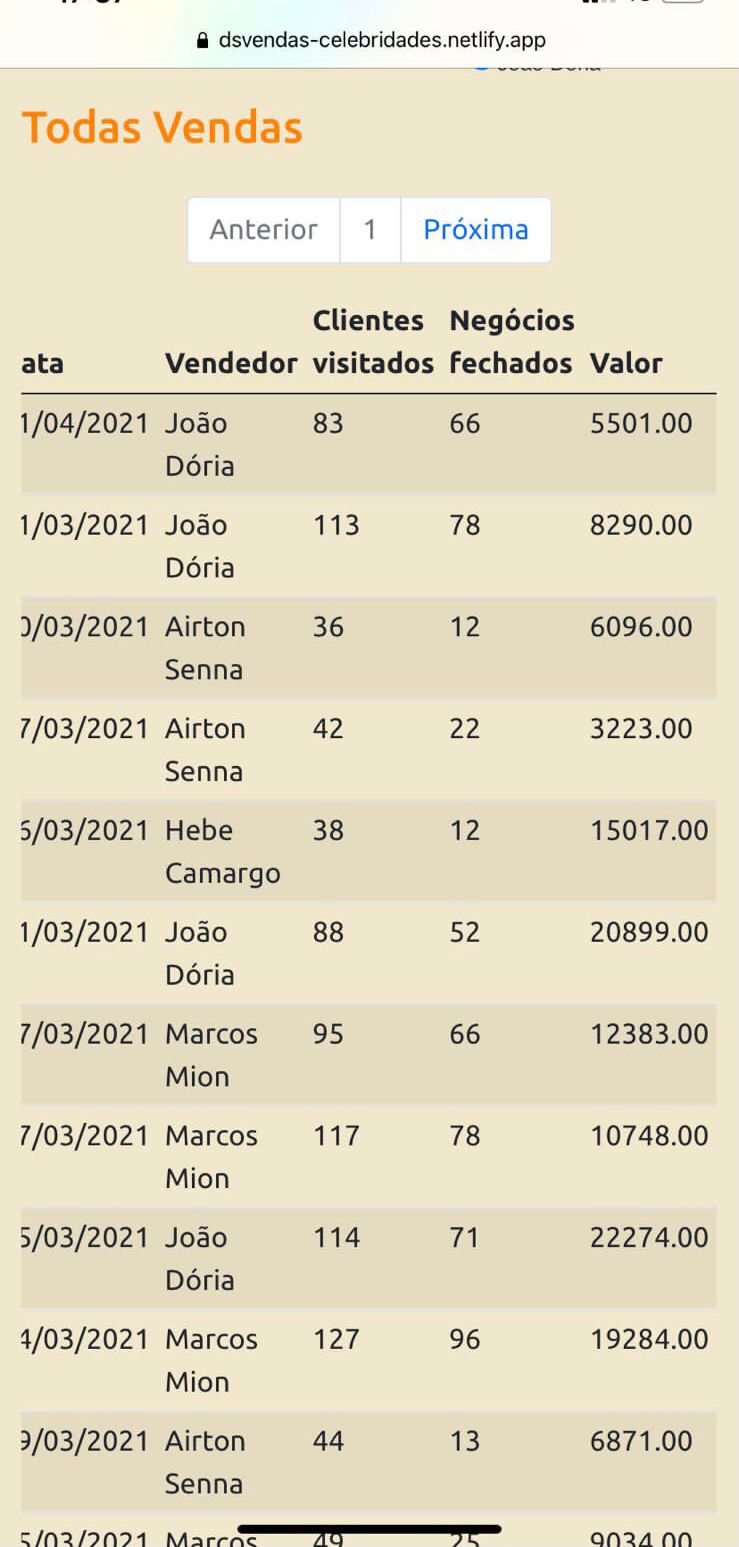 dsvendas-celebridades.netlify.app
Todas Vendas
Anterior 1 Próxima
Clientes Negócios
ata Vendedor visitados fechados Valor
1/04/2021 João 83 66 5501.00
Dória
1/03/2021 João 113 78 8290.00
Dória
0/03/2021 Airton 36 12 6096.00
Senna
7/03/2021 Airton 42 22 3223.00
Senna
6/03/2021 Hebe 38 12 15017.00
Camargo
1/03/2021 João 88 52 20899.00
Dória
7/03/2021 Marcos 95 66 12383.00
Mion
7/03/2021 Marcos 117 78 10748.00
Mion
5/03/2021 João 114 71 22274.00
Dória
4/03/2021 Marcos 127 96 19284.00
Mion
9/03/2021 Airton 44 13 6871.00
Senna
5/03/2021 Marcos 49 25 9034.00